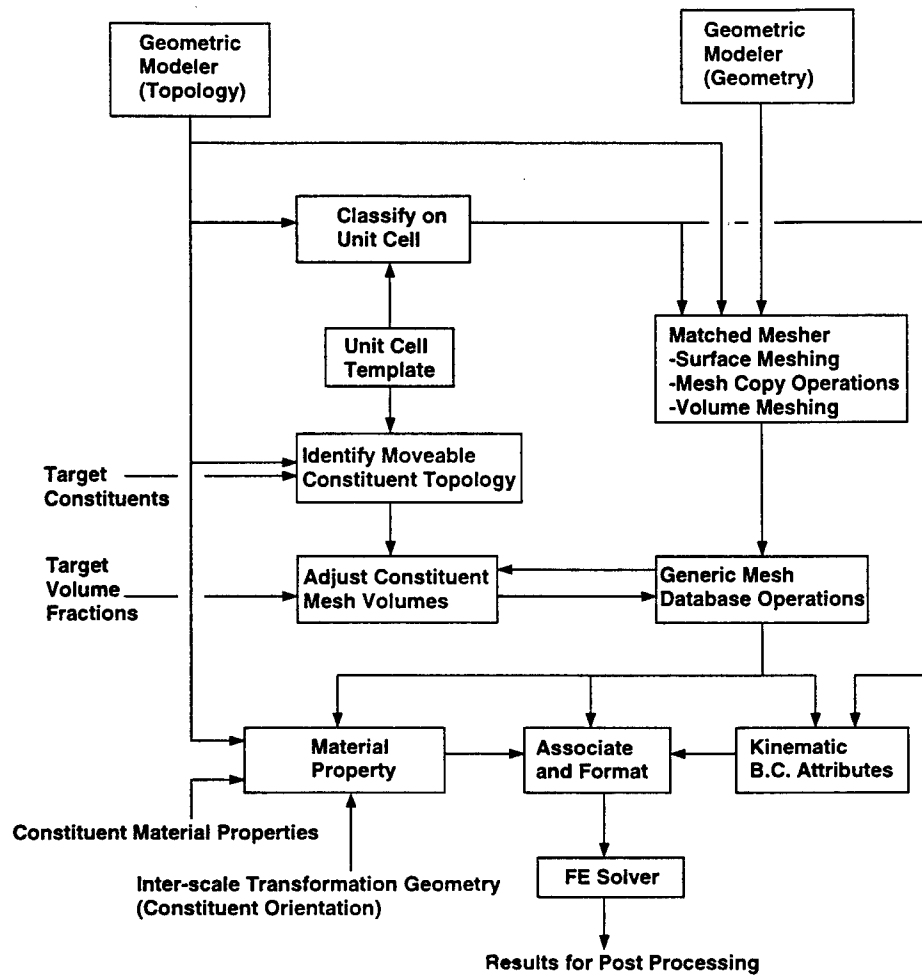 Geometric
Modeler
(Topology)
Geometric
Modeler
(Geometry)
Classify on
Unit Cell
Unit Cell
Template
Matched Mesher
-Surface Meshing
-Mesh Copy Operations
-Volume Meshing
Identify Moveable
Constituent Topology
Target
Constituents
Target
Volume
Fractions
Adjust Constituent
Mesh Volumes
Generic Mesh
Database Operations
Material
Property
Associate
and Format
Kinematic
B.C. Attributes
Constituent Material Properties
Inter-scale Transformation Geometry
(Constituent Orientation)
FE Solver
Results for Post Processing